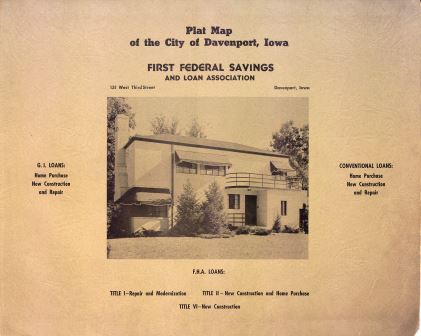 Plat Map
of the City of Davenport, Iowa
FIRST FEDERAL SAVINGS
AND LOAN ASSOCIATION
131 West Third Street
Davenport, Iowa
G. I. LOANS:
Home Purchase
New Construction
and Repair
CONVENTIONAL LOANS:
Home Purchase
New Construction
and Repair
F.H.A. LOANS:
TITLE I—Repair and Modernization
TITLE II—New Construction and Home Purchase
TITLE VI—New Construction